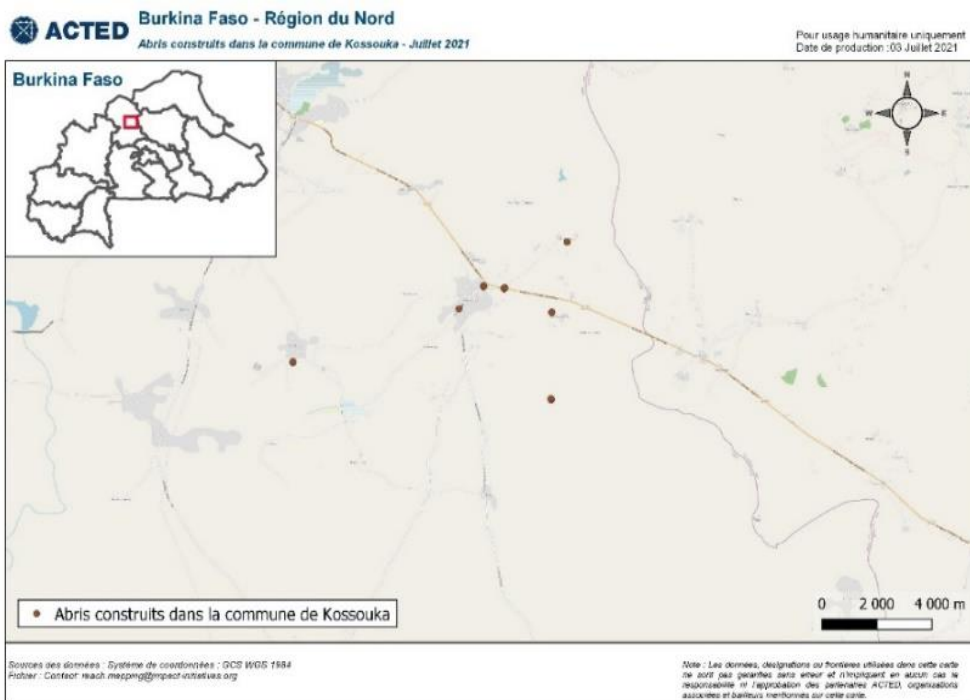 ACTED
Burkina Faso - Région du Nord
Abris construits dans la commune de Kossouka - Juillet 2021
Pour usage humanitaire uniquement
Date de production :03 Juillet 2021
Burkina Faso
N
W E
S
Abris construits dans la commune de Kossouka
0 2 000 4 000 m
Sources des données : Système de coordonnées : GCS WGS 1984
Fichier : Contact: reach.mapping@impact-initiatives.org
Note : Les données, désignations ou frontières utilisées dans cette carte
ne sont pas garanties sans erreur et n'impliquent en aucun cas la
responsabilité ni l'approbation des partenaires ACTED, organisations
associées et bailleurs mentionnés sur cette carte.